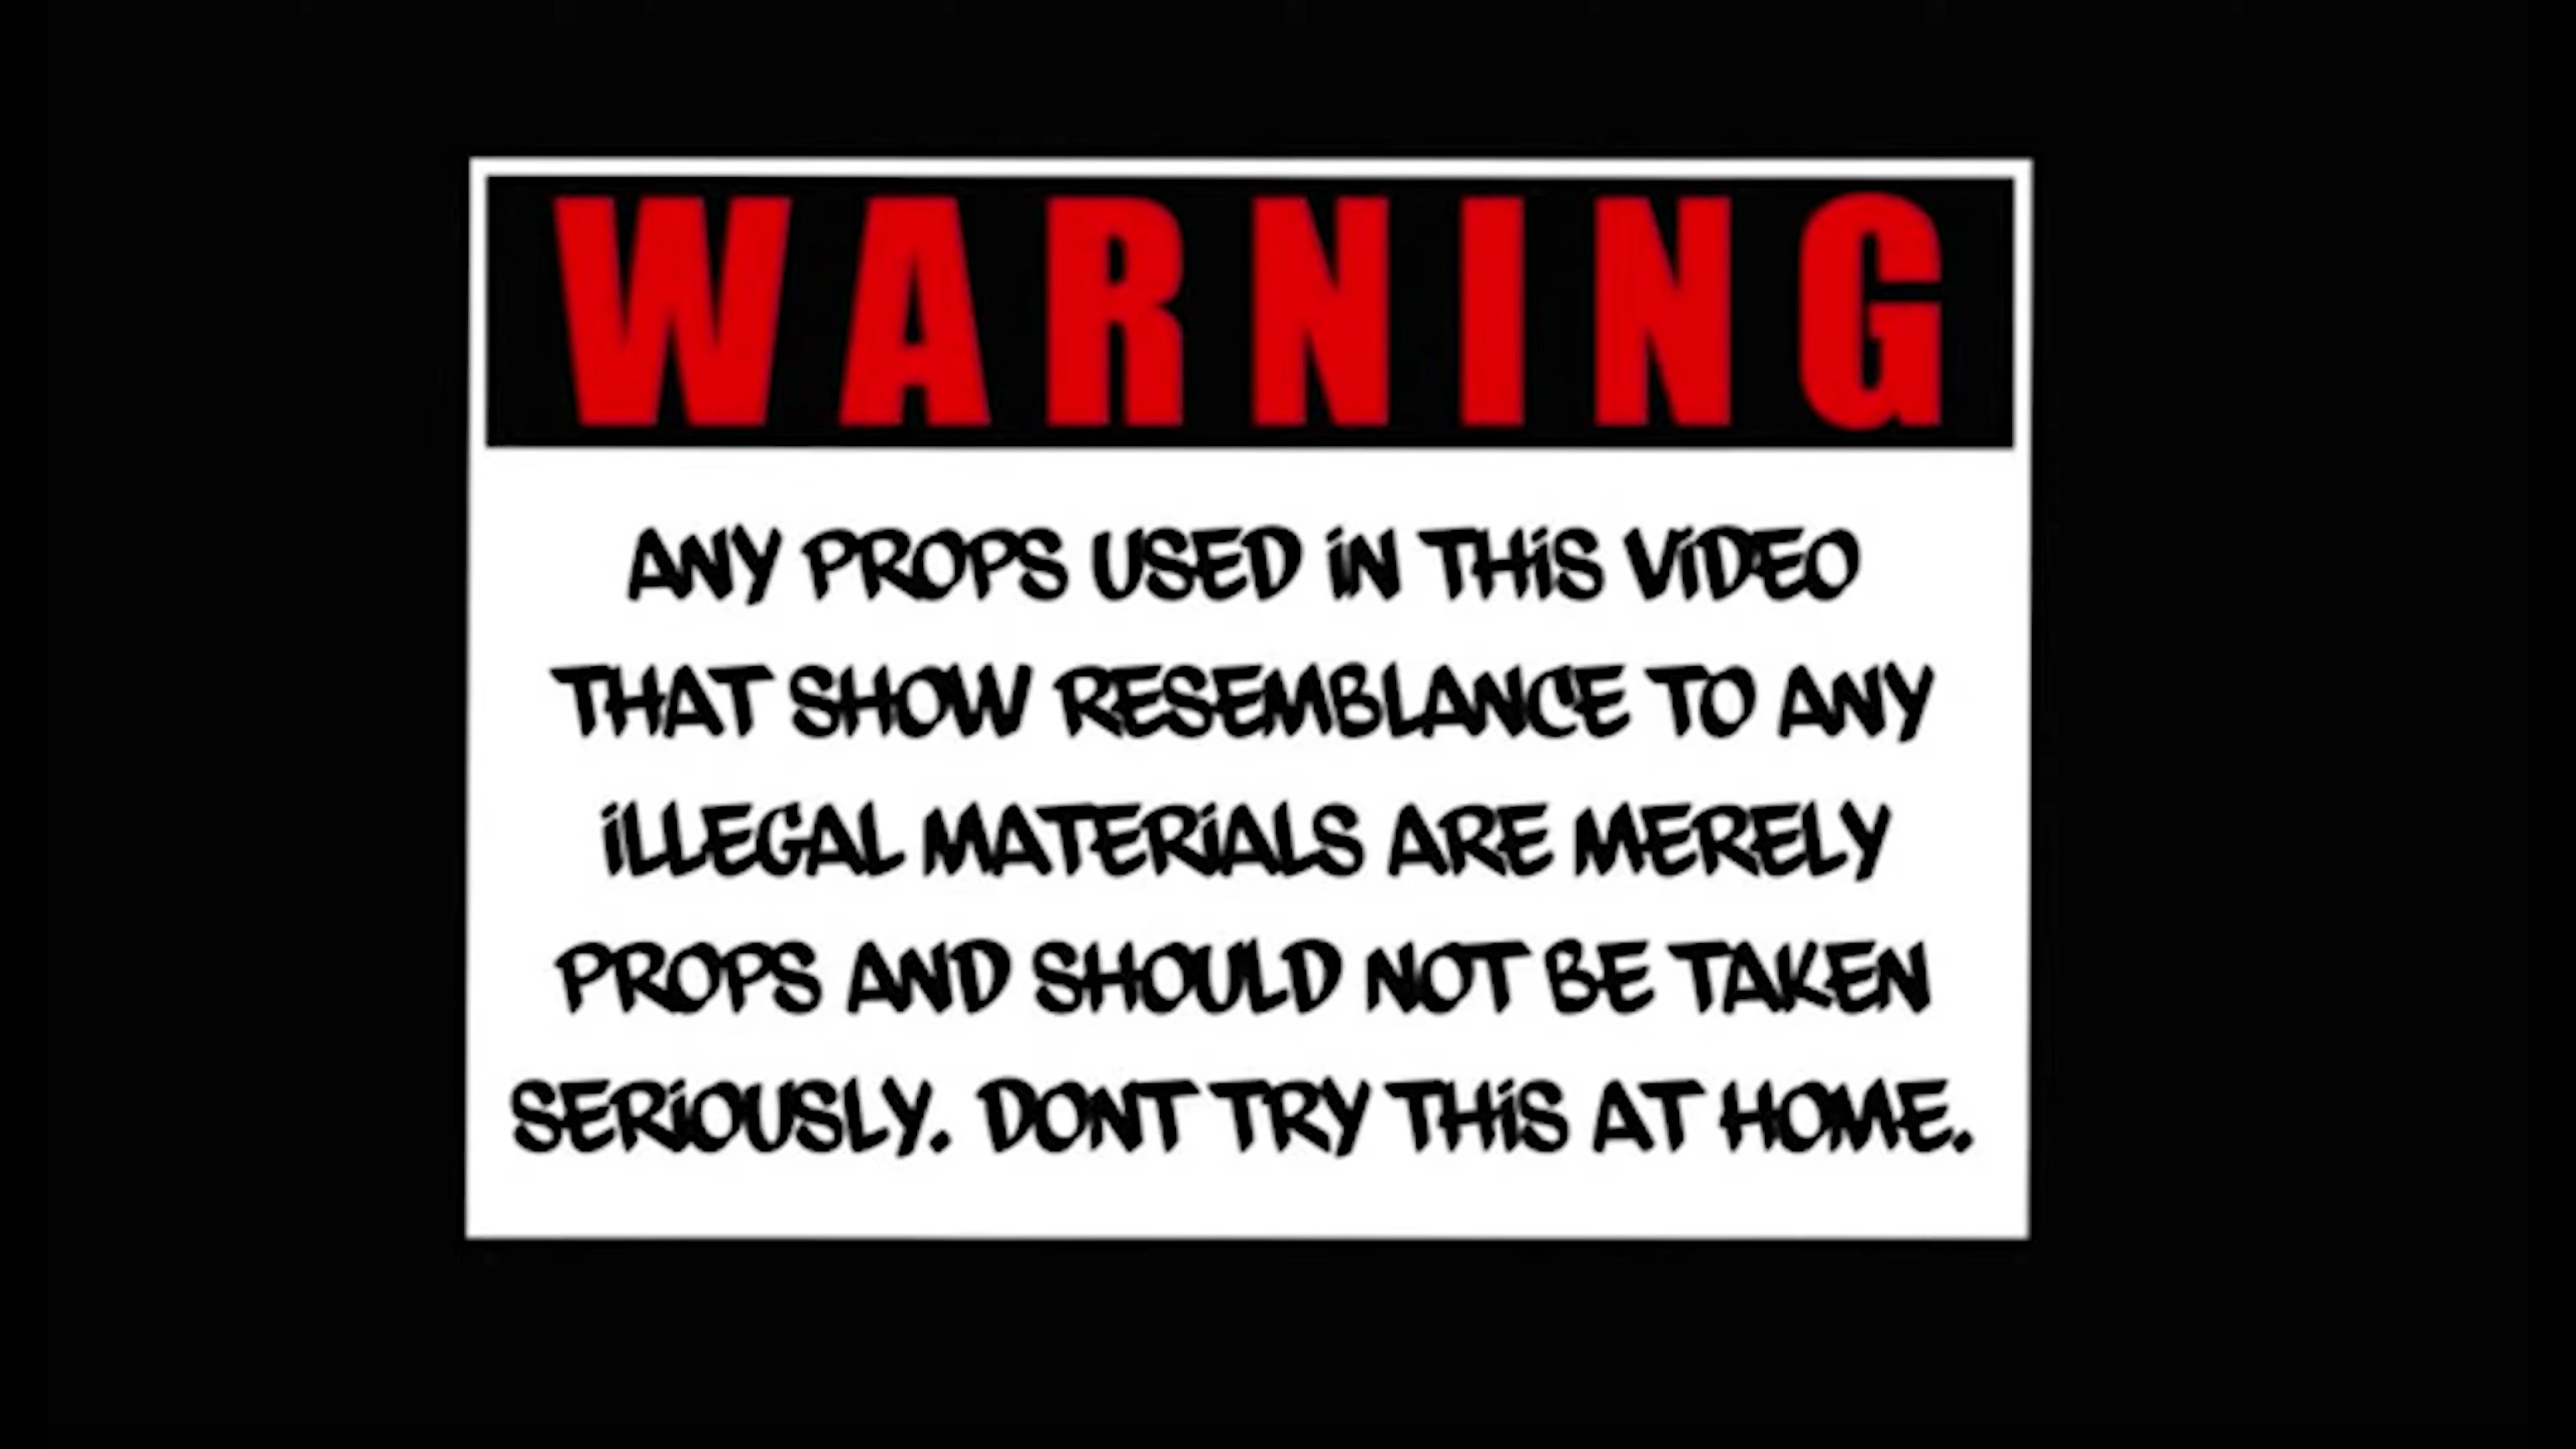 WARNING
ANY PROPS USED iN THiS ViDEO
THAT SHOW RESEMBLANCE TO ANY
iLLEGAL MATERiALS ARE MERELY
PROPS AND SHOULD NOT BE TAKEN
SERiOUSLY. DONT TRY THiS AT HOME.